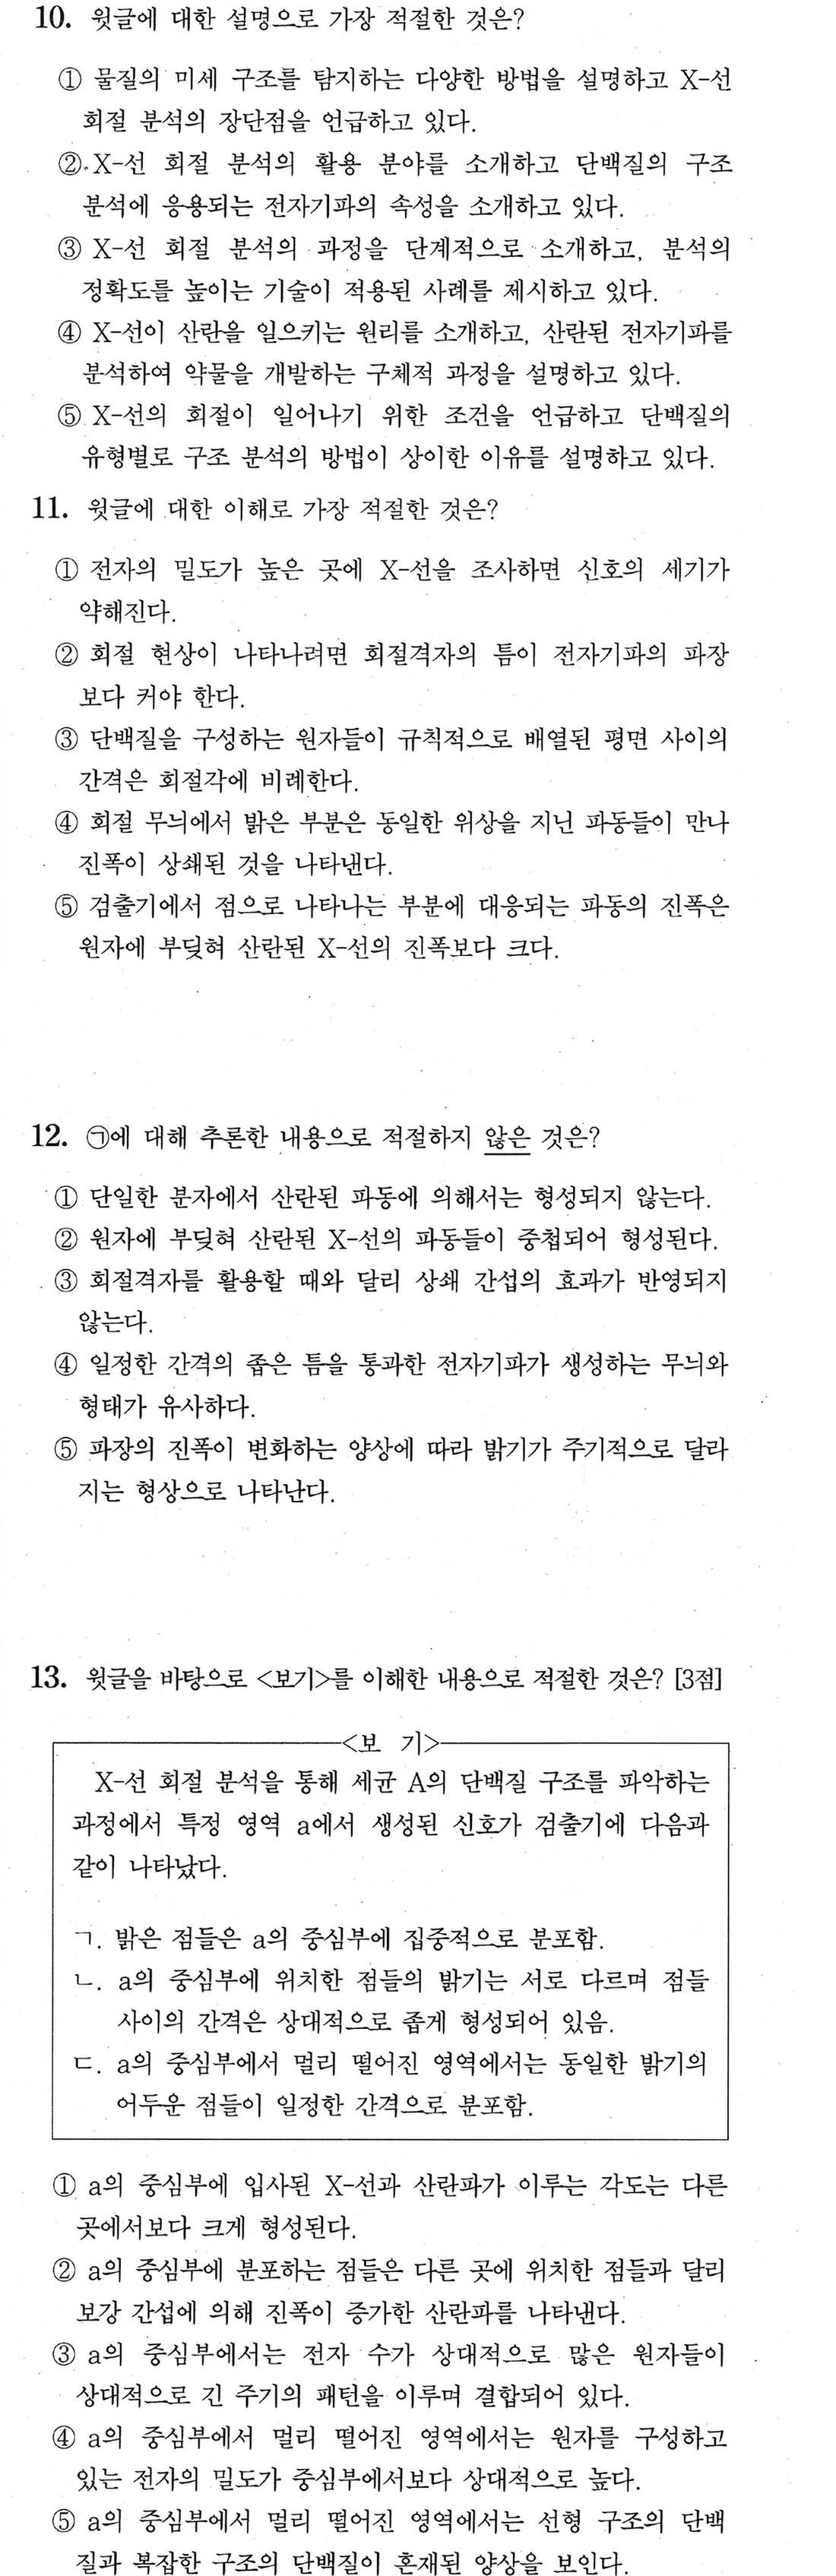 10. 윗글에 대한 설명으로 가장 적절한 것은?
① 물질의 미세 구조를 탐지하는 다양한 방법을 설명하고 X-선
회절 분석의 장단점을 언급하고 있다.
② X-선 회절 분석의 활용 분야를 소개하고 단백질의 구조
분석에 응용되는 전자기파의 속성을 소개하고 있다.
③ X-선 회절 분석의 과정을 단계적으로 소개하고, 분석의
정확도를 높이는 기술이 적용된 사례를 제시하고 있다.
④ X-선이 산란을 일으키는 원리를 소개하고, 산란된 전자기파를
분석하여 약물을 개발하는 구체적 과정을 설명하고 있다.
⑤ X-선의 회절이 일어나기 위한 조건을 언급하고 단백질의
유형별로 구조 분석의 방법이 상이한 이유를 설명하고 있다.
11. 윗글에 대한 이해로 가장 적절한 것은?
① 전자의 밀도가 높은 곳에 X-선을 조사하면 신호의 세기가
약해진다.
② 회절 현상이 나타나려면 회절격자의 틈이 전자기파의 파장
보다 커야 한다.
③ 단백질을 구성하는 원자들이 규칙적으로 배열된 평면 사이의
간격은 회절각에 비례한다.
④ 회절 무늬에서 밝은 부분은 동일한 위상을 지닌 파동들이 만나
진폭이 상쇄된 것을 나타낸다.
⑤ 검출기에서 점으로 나타나는 부분에 대응되는 파동의 진폭은
원자에 부딪혀 산란된 X-선의 진폭보다 크다.
12. ㉠에 대해 추론한 내용으로 적절하지 않은 것은?
① 단일한 분자에서 산란된 파동에 의해서는 형성되지 않는다.
② 원자에 부딪혀 산란된 X-선의 파동들이 중첩되어 형성된다.
③ 회절격자를 활용할 때와 달리 상쇄 간섭의 효과가 반영되지
않는다.
④ 일정한 간격의 좁은 틈을 통과한 전자기파가 생성하는 무늬와
형태가 유사하다.
⑤ 파장의 진폭이 변화하는 양상에 따라 밝기가 주기적으로 달라
지는 형상으로 나타난다.
13. 윗글을 바탕으로 <보기>를 이해한 내용으로 적절한 것은? [3점]
<보 기>
X-선 회절 분석을 통해 세균 A의 단백질 구조를 파악하는
과정에서 특정 영역 a에서 생성된 신호가 검출기에 다음과
같이 나타났다.
ㄱ. 밝은 점들은 a의 중심부에 집중적으로 분포함.
ㄴ. a의 중심부에 위치한 점들의 밝기는 서로 다르며 점들
사이의 간격은 상대적으로 좁게 형성되어 있음.
ㄷ. a의 중심부에서 멀리 떨어진 영역에서는 동일한 밝기의
어두운 점들이 일정한 간격으로 분포함.
① a의 중심부에 입사된 X-선과 산란파가 이루는 각도는 다른
곳에서보다 크게 형성된다.
② a의 중심부에 분포하는 점들은 다른 곳에 위치한 점들과 달리
보강 간섭에 의해 진폭이 증가한 산란파를 나타낸다.
③ a의 중심부에서는 전자 수가 상대적으로 많은 원자들이
상대적으로 긴 주기의 패턴을 이루며 결합되어 있다.
④ a의 중심부에서 멀리 떨어진 영역에서는 원자를 구성하고
있는 전자의 밀도가 중심부에서보다 상대적으로 높다.
⑤ a의 중심부에서 멀리 떨어진 영역에서는 선형 구조의 단백
질과 복잡한 구조의 단백질이 혼재된 양상을 보인다.